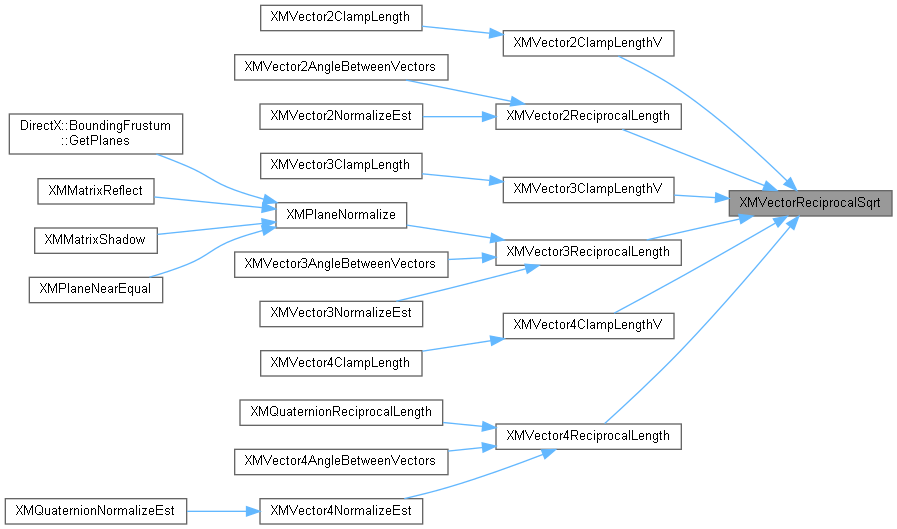 XMVector2ClampLength
XMVector2ClampLengthV
XMVector2AngleBetweenVectors
XMVector2NormalizeEst
XMVector2ReciprocalLength
DirectX::BoundingFrustum
::GetPlanes
XMVector3ClampLength
XMVector3ClampLengthV
XMMatrixReflect
XMVectorReciprocalSqrt
XMPlaneNormalize
XMMatrixShadow
XMVector3ReciprocalLength
XMVector3AngleBetweenVectors
XMPlaneNearEqual
XMVector3NormalizeEst
XMVector4ClampLengthV
XMVector4ClampLength
XMQuaternionReciprocalLength
XMVector4ReciprocalLength
XMVector4AngleBetweenVectors
XMQuaternionNormalizeEst
XMVector4NormalizeEst